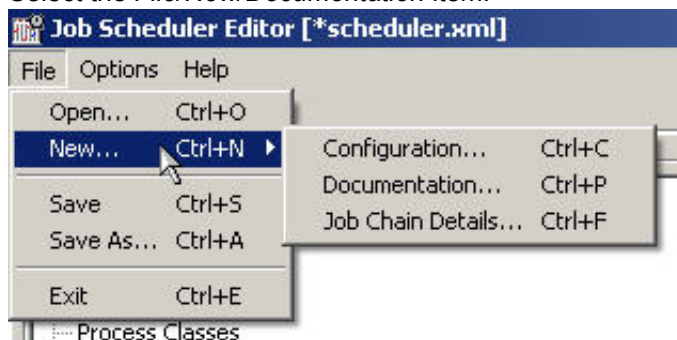 Select the File/New/Documentation item.
Job Scheduler Editor [*scheduler.xml]
File Options Help
Open... Ctrl+O
New... Ctrl+N
Configuration... Ctrl+C
Documentation... Ctrl+P
Job Chain Details... Ctrl+F
Save Ctrl+S
Save As... Ctrl+A
Exit Ctrl+E
Process Classes